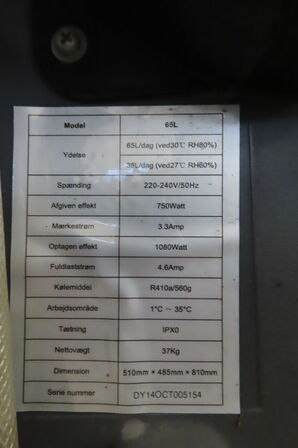 Model 65L
Ydelse 65L/dag (ved30℃ RH80%)
38L/dag (ved27℃ RH60%)
Spænding 220-240V/50Hz
Afgiven effekt 750Watt
Mærkestrøm 3.3Amp
Optagen effekt 1080Watt
Fuldlaststrøm 4.6Amp
Kølemiddel R410a/560g
Arbejdsområde 1°C ~ 35°C
Tætning IPX0
Nettovægt 37Kg
Dimension 510mm × 485mm × 810mm
Serie nummer DY14OCT005154